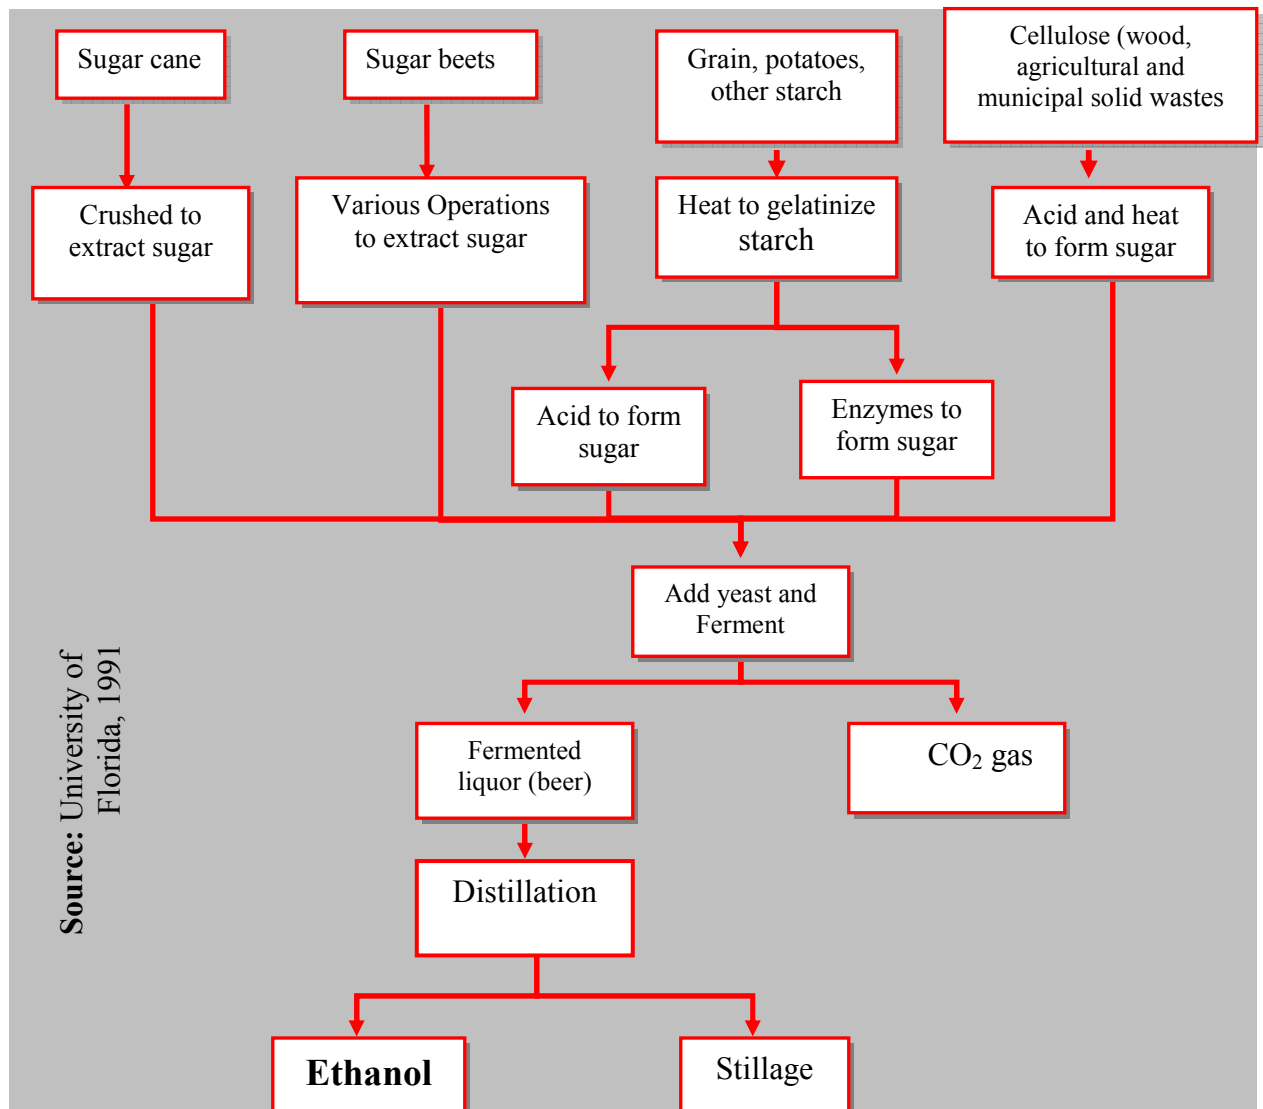 Sugar cane
Sugar beets
Grain, potatoes,
other starch
Cellulose (wood,
agricultural and
municipal solid wastes
Crushed to
extract sugar
Various Operations
to extract sugar
Heat to gelatinize
starch
Acid and heat
to form sugar
Acid to form
sugar
Enzymes to
form sugar
Add yeast and
Ferment
Source: University of
Florida, 1991
Fermented
liquor (beer)
CO₂ gas
Distillation
Ethanol
Stillage